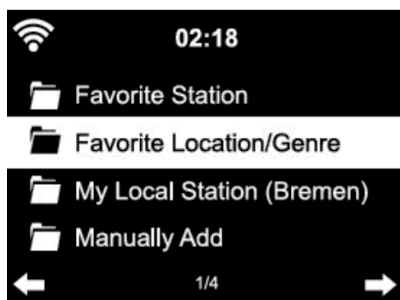 02:18
Favorite Station
Favorite Location/Genre
My Local Station (Bremen)
Manually Add
1/4